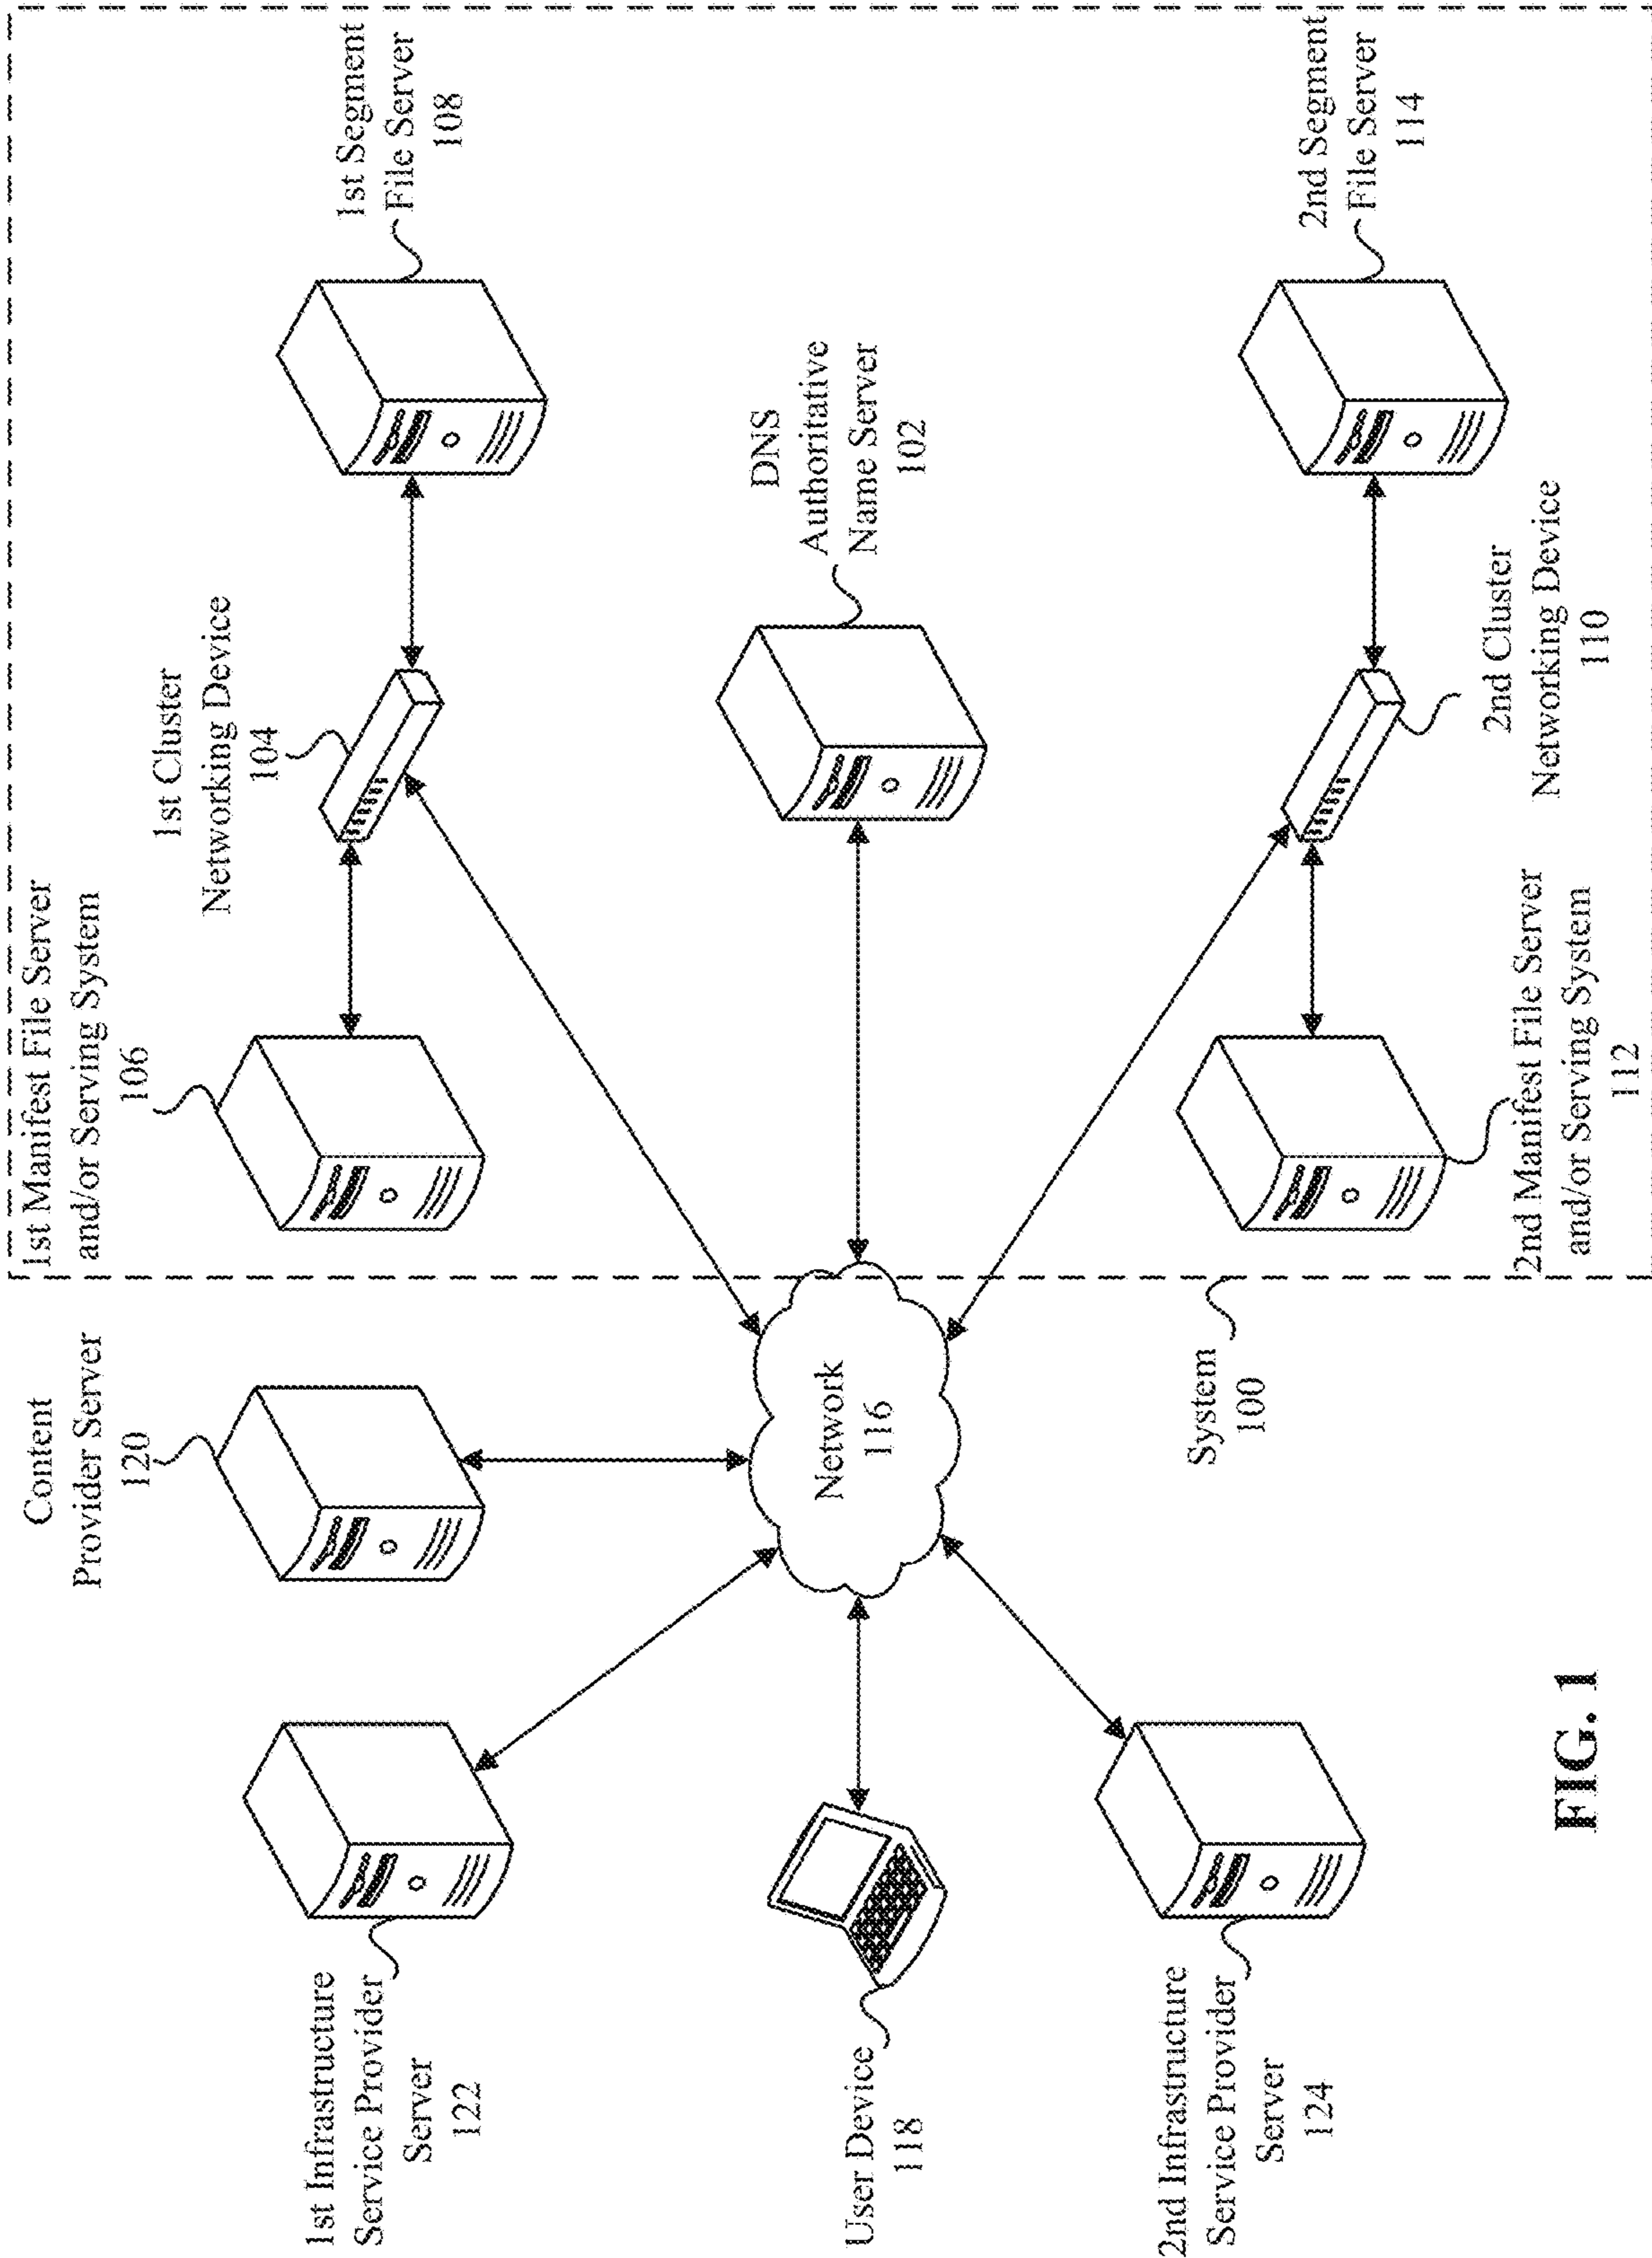 1st Infrastructure
Service Provider
Server
122
Content
Provider Server
120
1st Manifest File Server
and/or Serving System
106
1st Cluster
Networking Device
104
1st Segment
File Server
108
User Device
118
Network
116
DNS
Authoritative
Name Server
102
2nd Infrastructure
Service Provider
Server
124
System
100
2nd Manifest File Server
and/or Serving System
112
2nd Cluster
Networking Device
110
2nd Segment
File Server
114
FIG. 1